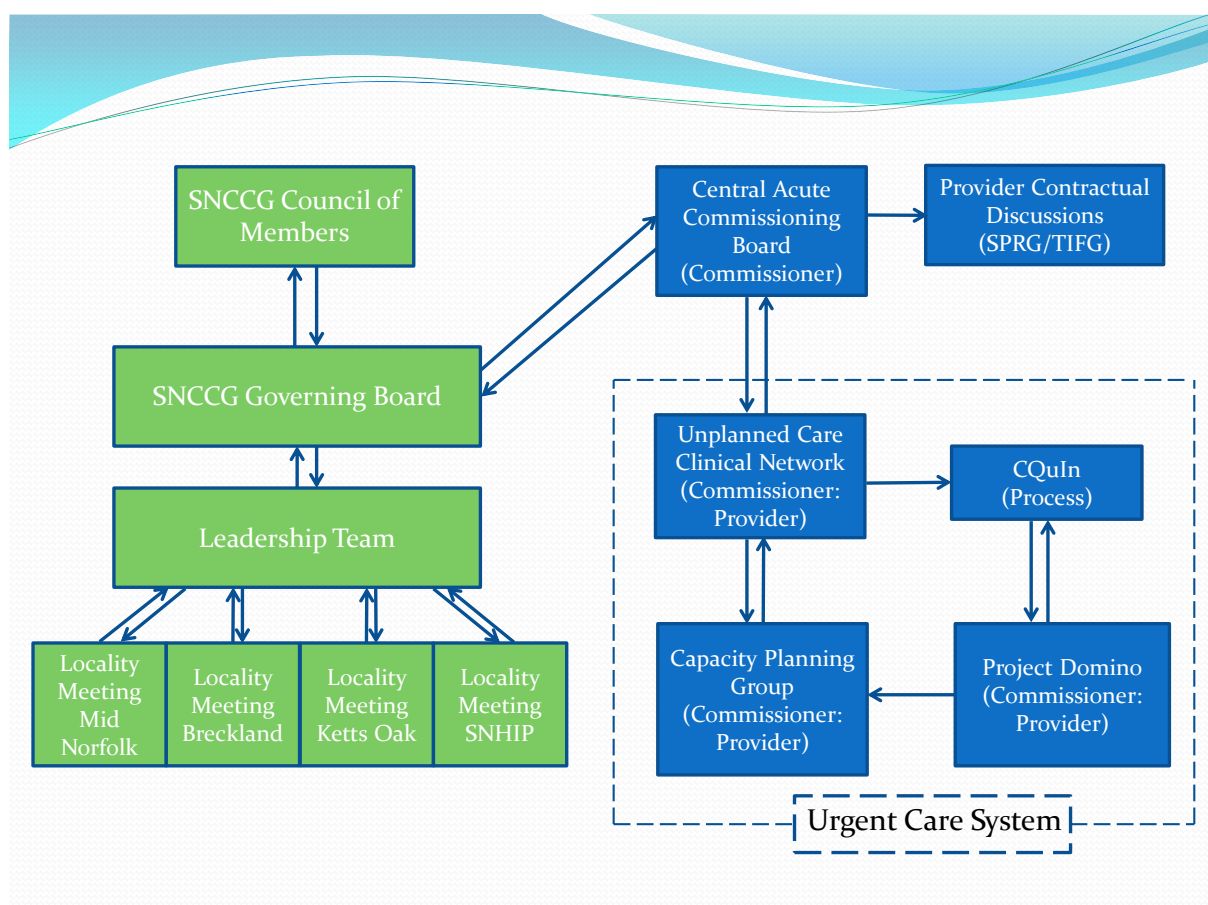 SNCCG Council of
Members
Central Acute
Commissioning
Board
(Commissioner)
Provider Contractual
Discussions
(SPRG/TIFG)
SNCCG Governing Board
Unplanned Care
Clinical Network
(Commissioner:
Provider)
CQuIn
(Process)
Leadership Team
Locality
Meeting
Mid
Norfolk
Locality
Meeting
Breckland
Locality
Meeting
Ketts Oak
Locality
Meeting
SNHIP
Capacity Planning
Group
(Commissioner:
Provider)
Project Domino
(Commissioner:
Provider)
Urgent Care System